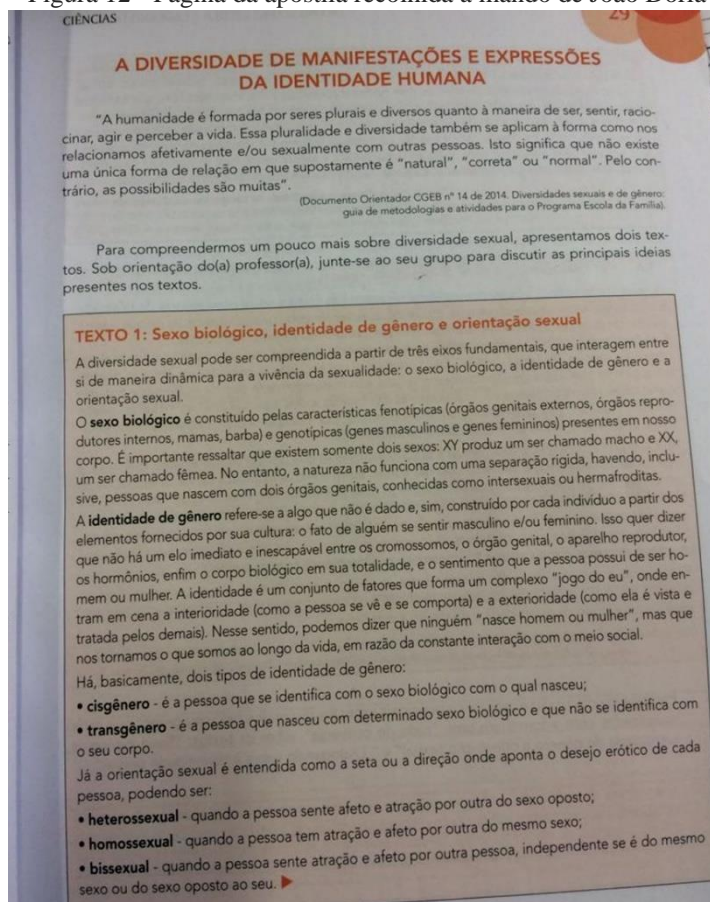 Figura 12 - Página da apostila recolhida a mando de João Doria
CIÊNCIAS
29
A DIVERSIDADE DE MANIFESTAÇÕES E EXPRESSÕES
DA IDENTIDADE HUMANA
"A humanidade é formada por seres plurais e diversos quanto à maneira de ser, sentir, racio-
cinar, agir e perceber a vida. Essa pluralidade e diversidade também se aplicam à forma como nos
relacionamos afetivamente e/ou sexualmente com outras pessoas. Isto significa que não existe
uma única forma de relação em que supostamente é "natural", "correta" ou "normal". Pelo con-
trário, as possibilidades são muitas".
(Documento Orientador CGEB nº 14 de 2014. Diversidades sexuais e de gênero:
guia de metodologias e atividades para o Programa Escola da Família).
Para compreendermos um pouco mais sobre diversidade sexual, apresentamos dois tex-
tos. Sob orientação do(a) professor(a), junte-se ao seu grupo para discutir as principais ideias
presentes nos textos.
TEXTO 1: Sexo biológico, identidade de gênero e orientação sexual
A diversidade sexual pode ser compreendida a partir de três eixos fundamentais, que interagem entre
si de maneira dinâmica para a vivência da sexualidade: o sexo biológico, a identidade de gênero e a
orientação sexual.
O sexo biológico é constituído pelas características fenotípicas (órgãos genitais externos, órgãos repro-
dutores internos, mamas, barba) e genotípicas (genes masculinos e genes femininos) presentes em nosso
corpo. É importante ressaltar que existem somente dois sexos: XY produz um ser chamado macho e XX,
um ser chamado fêmea. No entanto, a natureza não funciona com uma separação rígida, havendo, inclu-
sive, pessoas que nascem com dois órgãos genitais, conhecidas como intersexuais ou hermafroditas.
A identidade de gênero refere-se a algo que não é dado e, sim, construído por cada indivíduo a partir dos
elementos fornecidos por sua cultura: o fato de alguém se sentir masculino e/ou feminino. Isso quer dizer
que não há um elo imediato e inescapável entre os cromossomos, o órgão genital, o aparelho reprodutor,
os hormônios, enfim o corpo biológico em sua totalidade, e o sentimento que a pessoa possui de ser ho-
mem ou mulher. A identidade é um conjunto de fatores que forma um complexo "jogo do eu", onde en-
tram em cena a interioridade (como a pessoa se vê e se comporta) e a exterioridade (como ela é vista e
tratada pelos demais). Nesse sentido, podemos dizer que ninguém "nasce homem ou mulher", mas que
nos tornamos o que somos ao longo da vida, em razão da constante interação com o meio social.
Há, basicamente, dois tipos de identidade de gênero:
• cisgênero - é a pessoa que se identifica com o sexo biológico com o qual nasceu;
• transgênero - é a pessoa que nasceu com determinado sexo biológico e que não se identifica com
o seu corpo.
Já a orientação sexual é entendida como a seta ou a direção onde aponta o desejo erótico de cada
pessoa, podendo ser:
• heterossexual - quando a pessoa sente afeto e atração por outra do sexo oposto;
• homossexual - quando a pessoa tem atração e afeto por outra do mesmo sexo;
• bissexual - quando a pessoa sente atração e afeto por outra pessoa, independente se é do mesmo
sexo ou do sexo oposto ao seu.